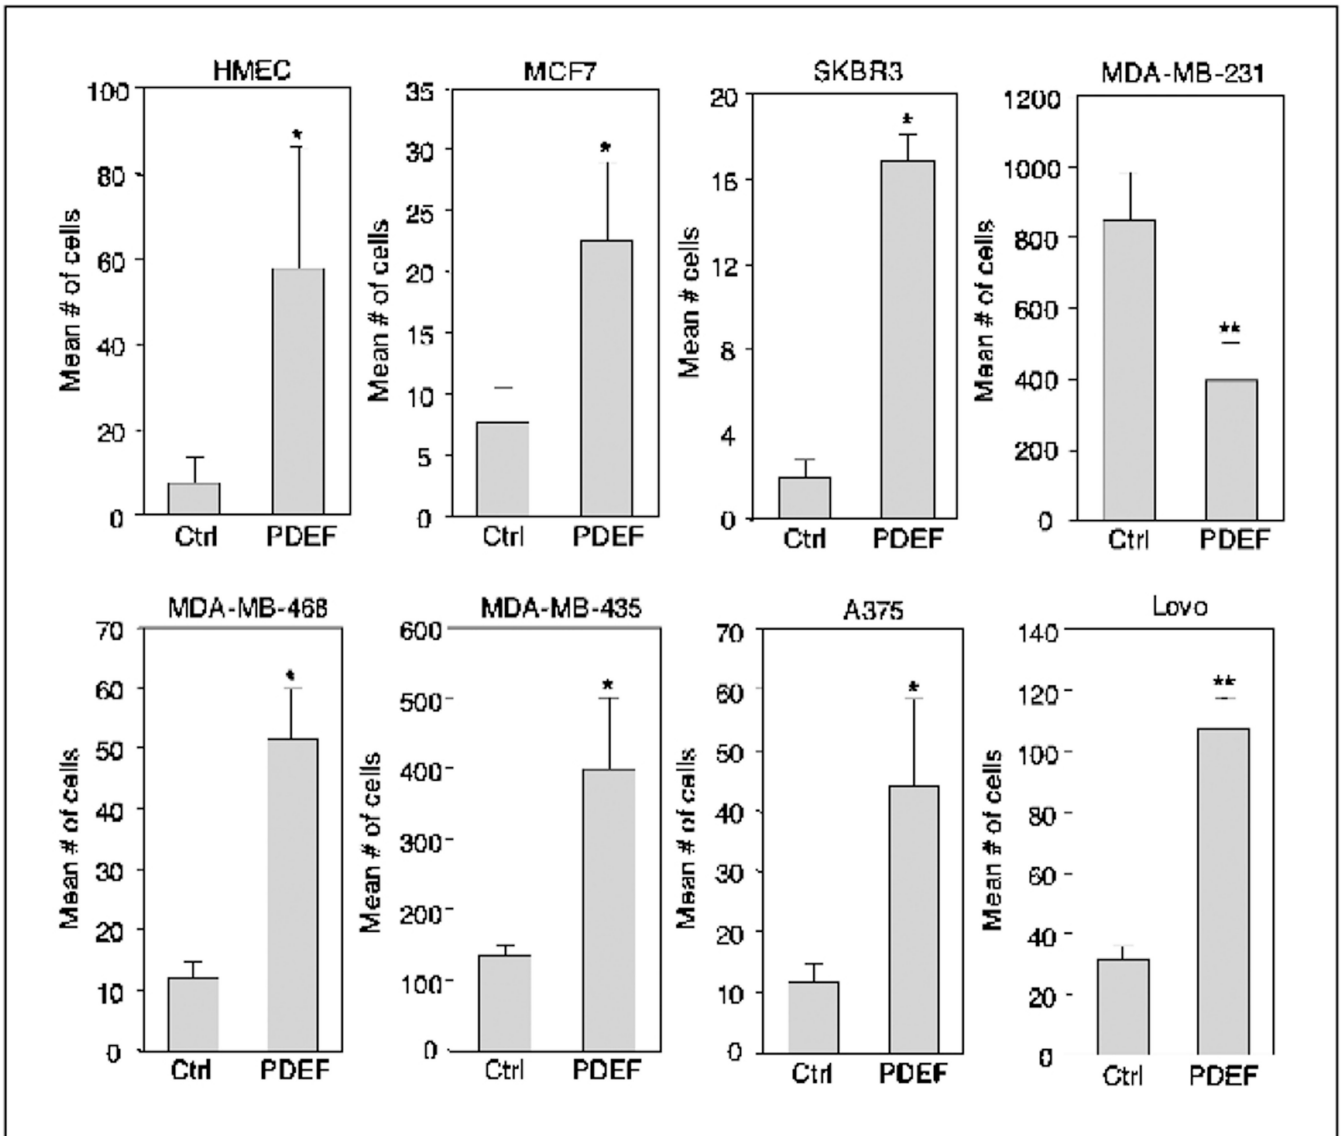 HMEC
100
80
60
40
20
0
Mean # of cells
*
Ctrl PDEF
MCF7
35
30
25
20
15
10
5
0
Mean # of cells
*
Ctrl PDEF
SKBR3
20
16
12
8
4
0
Mean # cells
*
Ctrl PDEF
MDA-MB-231
1200
1000
800
600
400
200
0
Mean # of cells
**
Ctrl PDEF
MDA-MB-468
70
60
50
40
30
20
10
0
Mean # of cells
*
Ctrl PDEF
MDA-MB-435
600
500
400
300
200
100
0
Mean # of cells
*
Ctrl PDEF
A375
70
60
50
40
30
20
10
0
Mean # of cells
*
Ctrl PDEF
Lovo
140
120
100
80
60
40
20
0
Mean # of cells
**
Ctrl PDEF